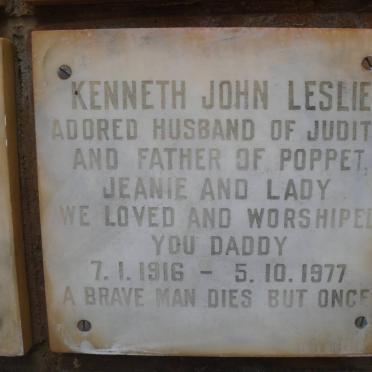 KENNETH JOHN LESLIE
ADORED HUSBAND OF JUDIT
AND FATHER OF POPPET,
JEANIE AND LADY
WE LOVED AND WORSHIPED
YOU DADDY
7.1.1916 - 5.10.1977
A BRAVE MAN DIES BUT ONCE